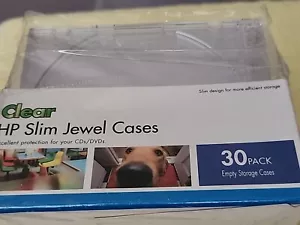 Slim design for more efficient storage
Clear
HP Slim Jewel Cases
excellent protection for your CDs/DVDs
30 PACK
Empty Storage Cases